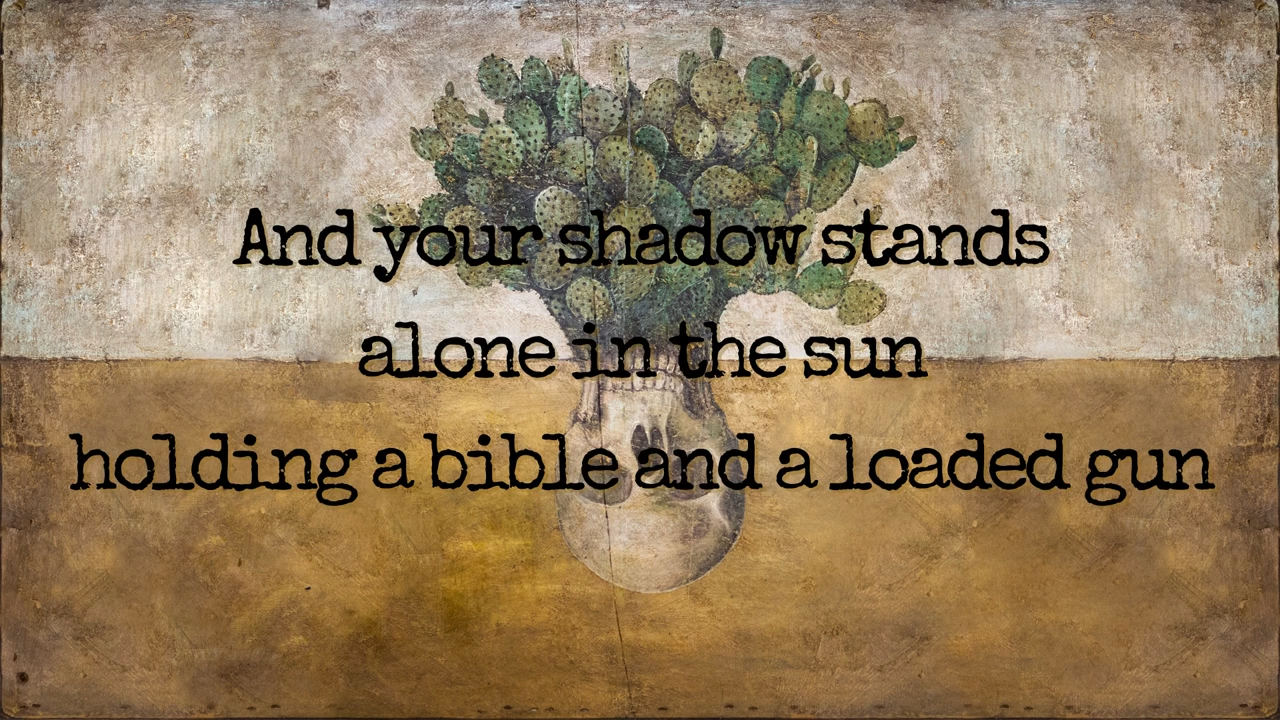 And your shadow stands
alone in the sun
holding a bible and a loaded gun